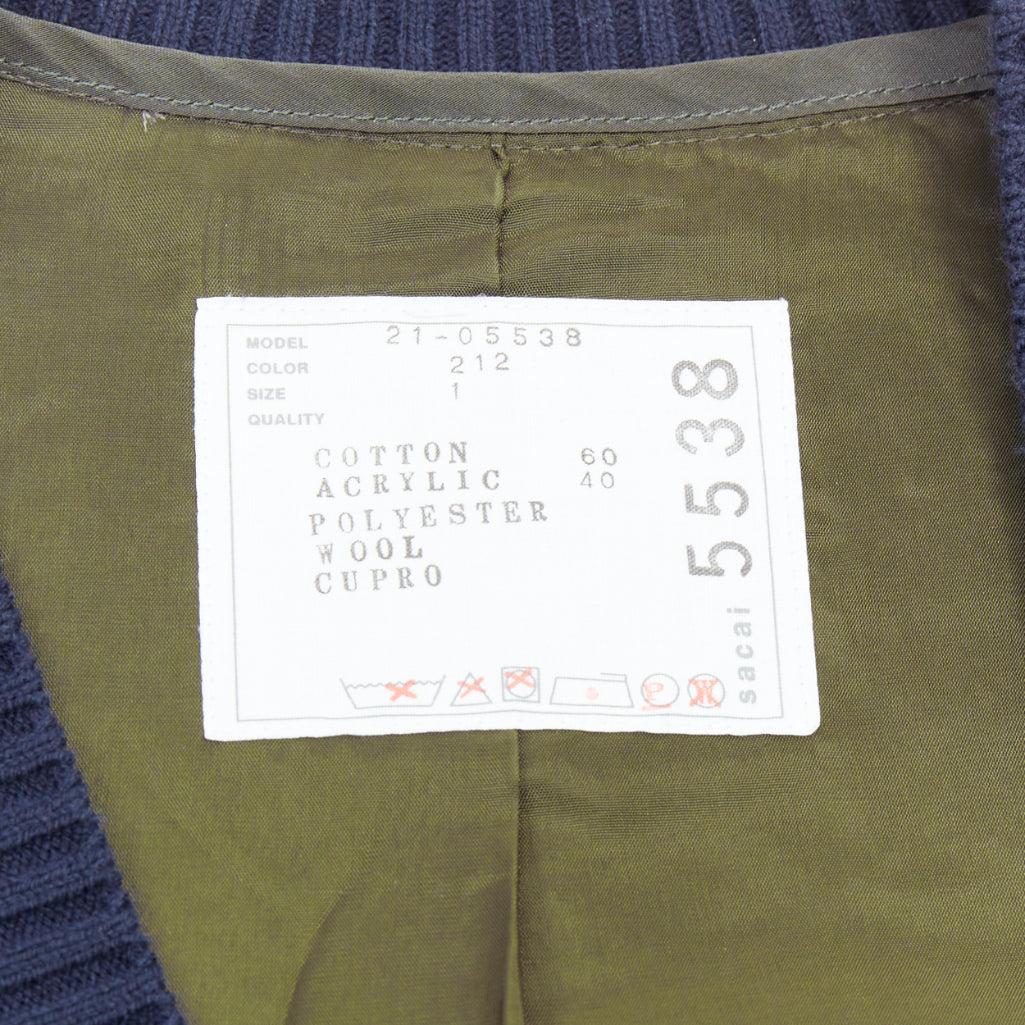 MODEL 21-05538
COLOR 212
SIZE 1
QUALITY
COTTON 60
ACRYLIC 40
POLYESTER
WOOL
CUPRO
P W
sacai 5538